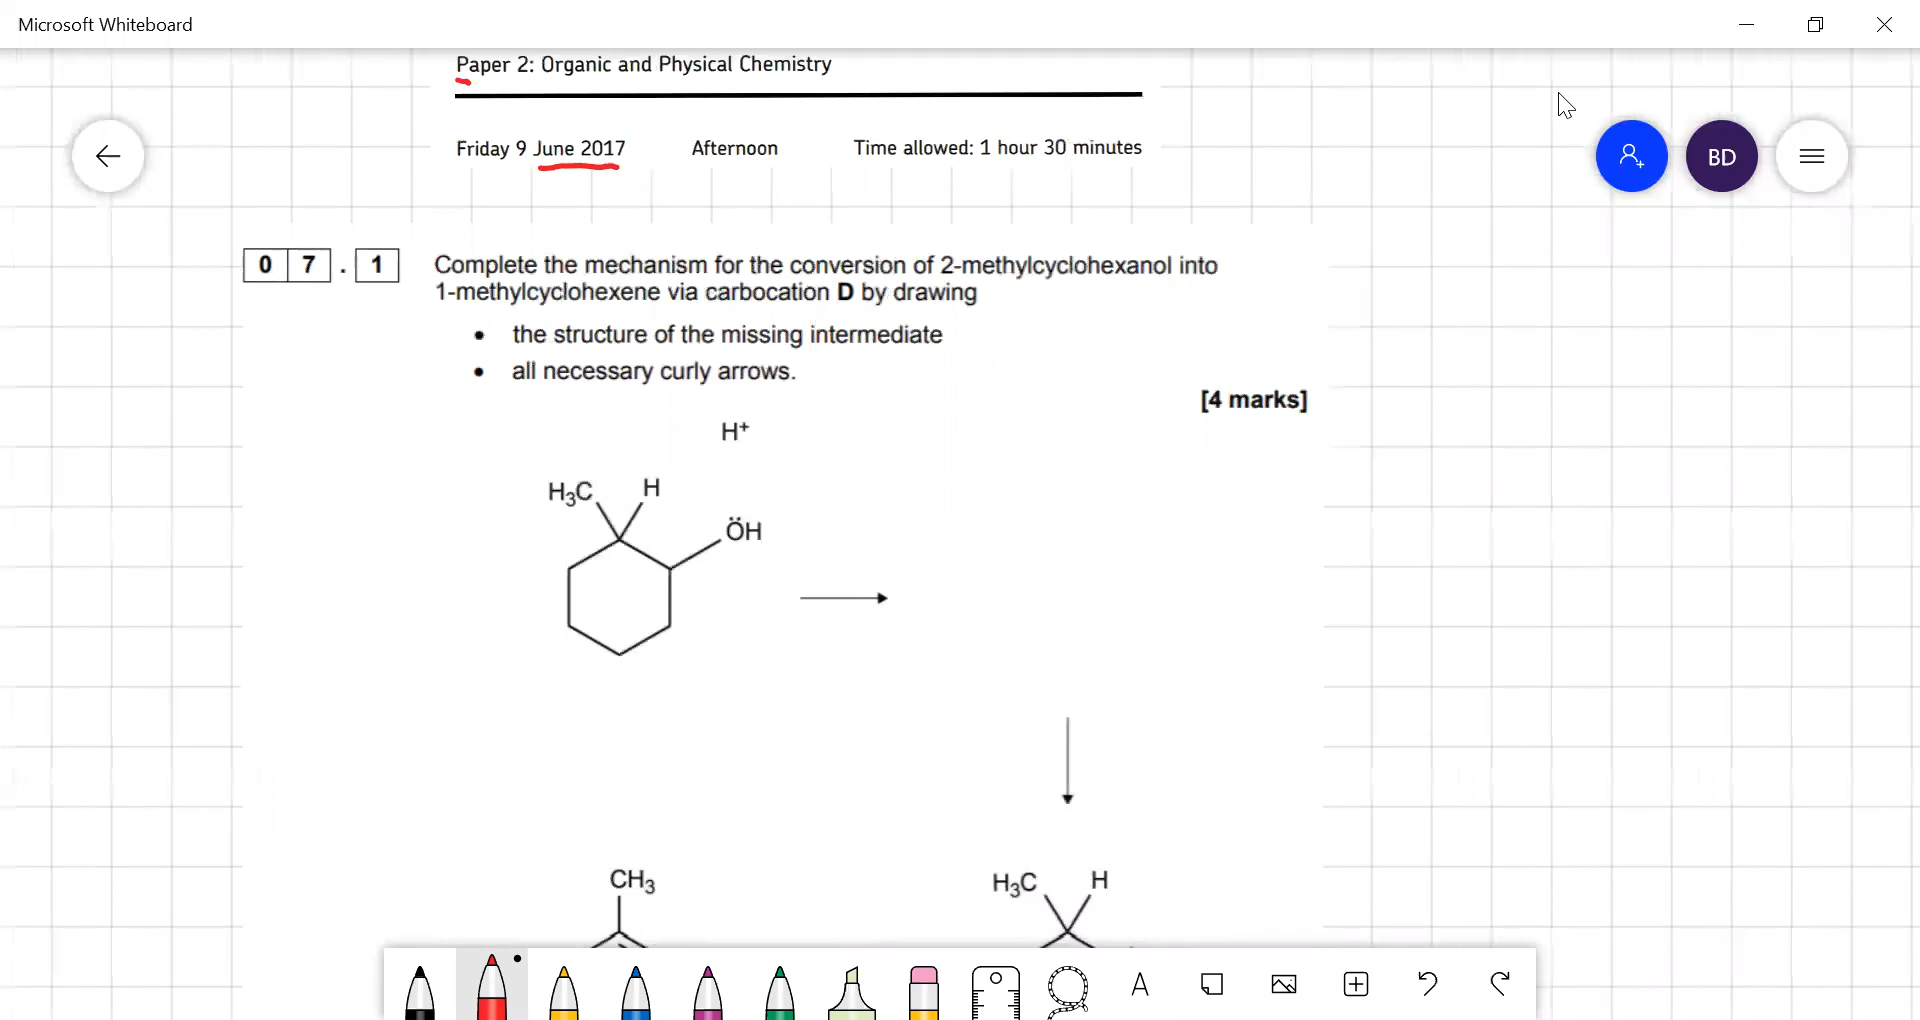 Microsoft Whiteboard
Paper 2: Organic and Physical Chemistry
Friday 9 June 2017 Afternoon Time allowed: 1 hour 30 minutes
BD
0 7 . 1 Complete the mechanism for the conversion of 2-methylcyclohexanol into
1-methylcyclohexene via carbocation D by drawing
• the structure of the missing intermediate
• all necessary curly arrows.
[4 marks]
H⁺
H₃C H
ÖH
CH₃
H₃C H
A